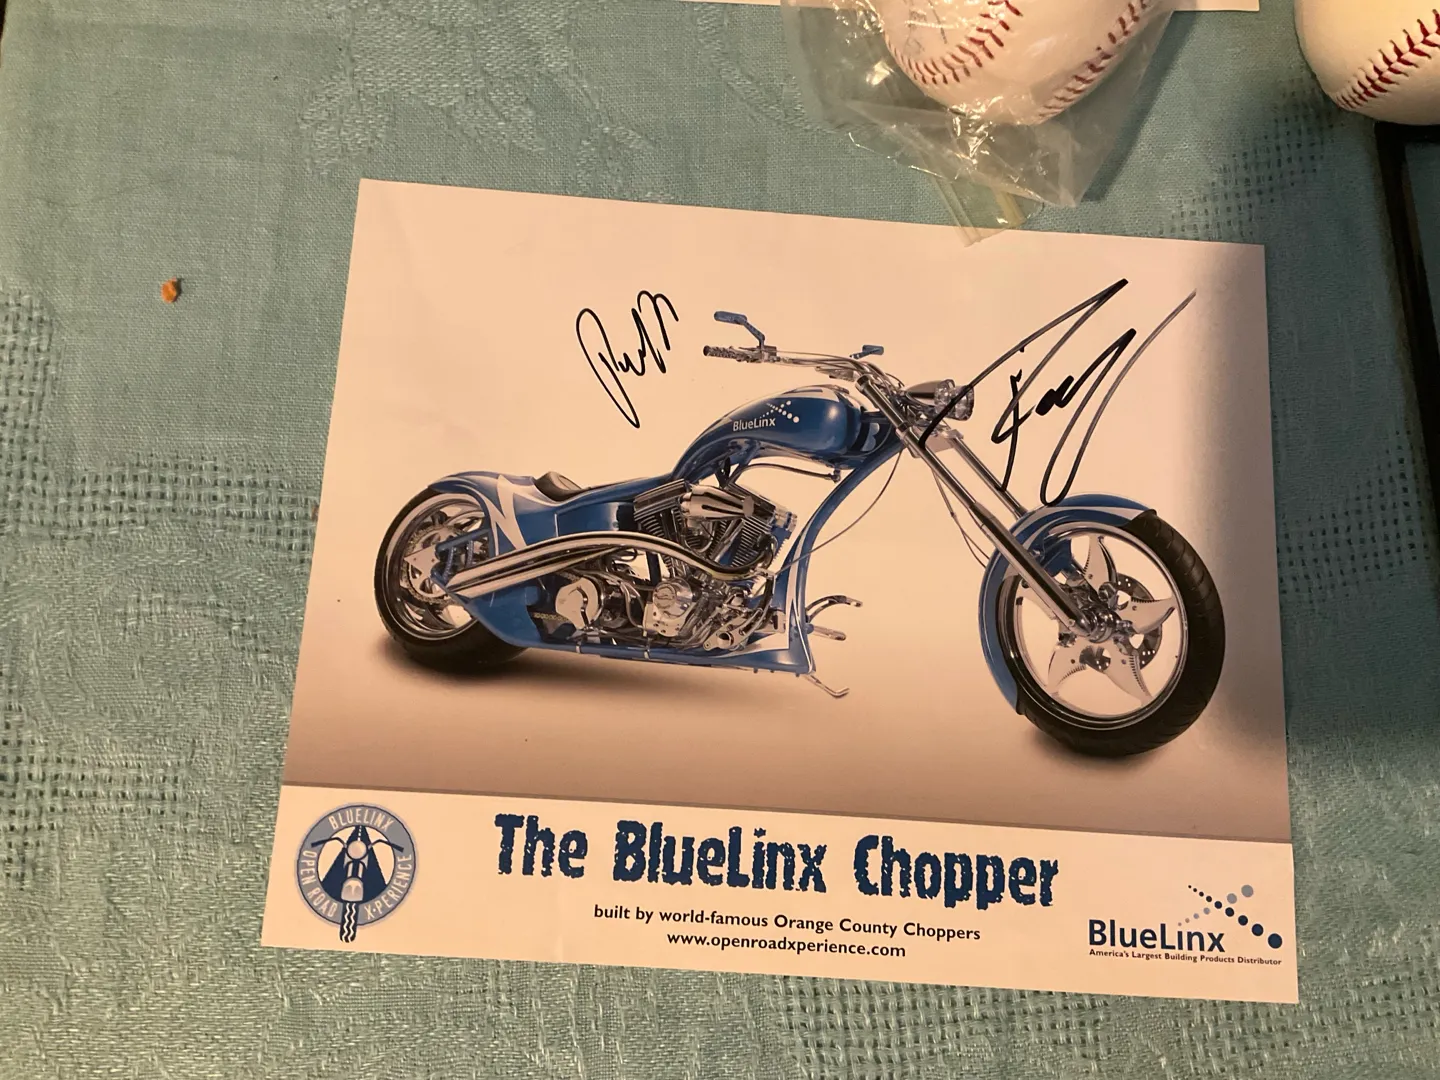 BlueLinx
BLUELINX
OPEN ROAD X-PERIENCE
The BlueLinx Chopper
built by world-famous Orange County Choppers
www.openroadxperience.com
BlueLinx
America's Largest Building Products Distributor